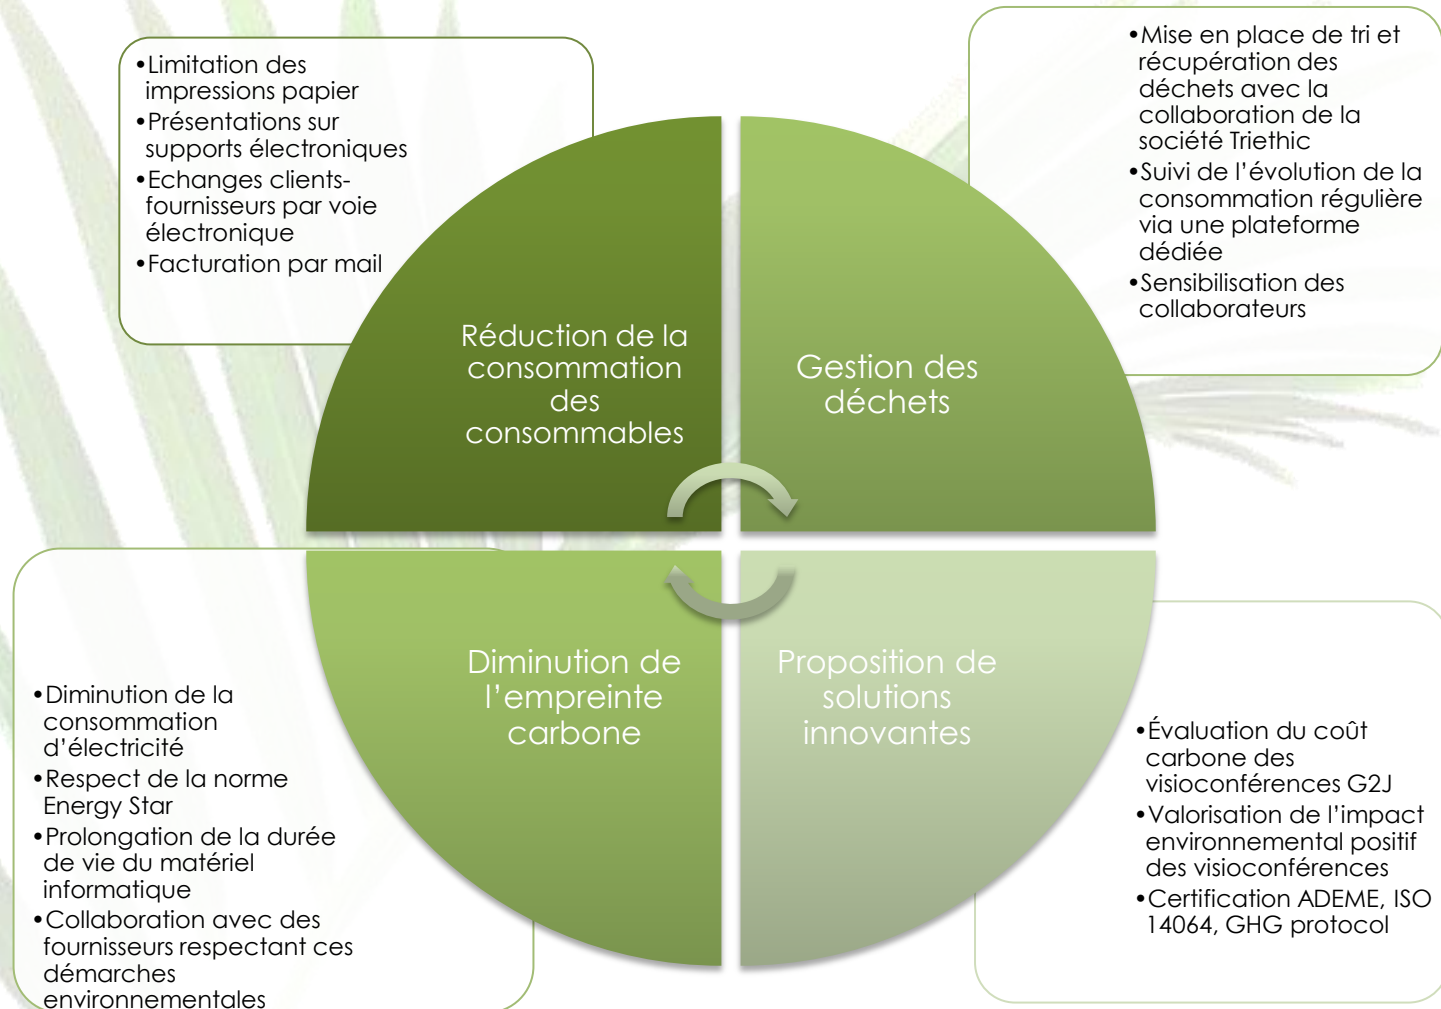 •Limitation des
impressions papier
•Présentations sur
supports électroniques
•Echanges clients-
fournisseurs par voie
électronique
•Facturation par mail
•Mise en place de tri et
récupération des
déchets avec la
collaboration de la
société Triethic
•Suivi de l’évolution de la
consommation régulière
via une plateforme
dédiée
•Sensibilisation des
collaborateurs
Réduction de la
consommation
des
consommables
Gestion des
déchets
Diminution de
l’empreinte
carbone
Proposition de
solutions
innovantes
•Diminution de la
consommation
d’électricité
•Respect de la norme
Energy Star
•Prolongation de la durée
de vie du matériel
informatique
•Collaboration avec des
fournisseurs respectant ces
démarches
environnementales
•Évaluation du coût
carbone des
visioconférences G2J
•Valorisation de l’impact
environnemental positif
des visioconférences
•Certification ADEME, ISO
14064, GHG protocol